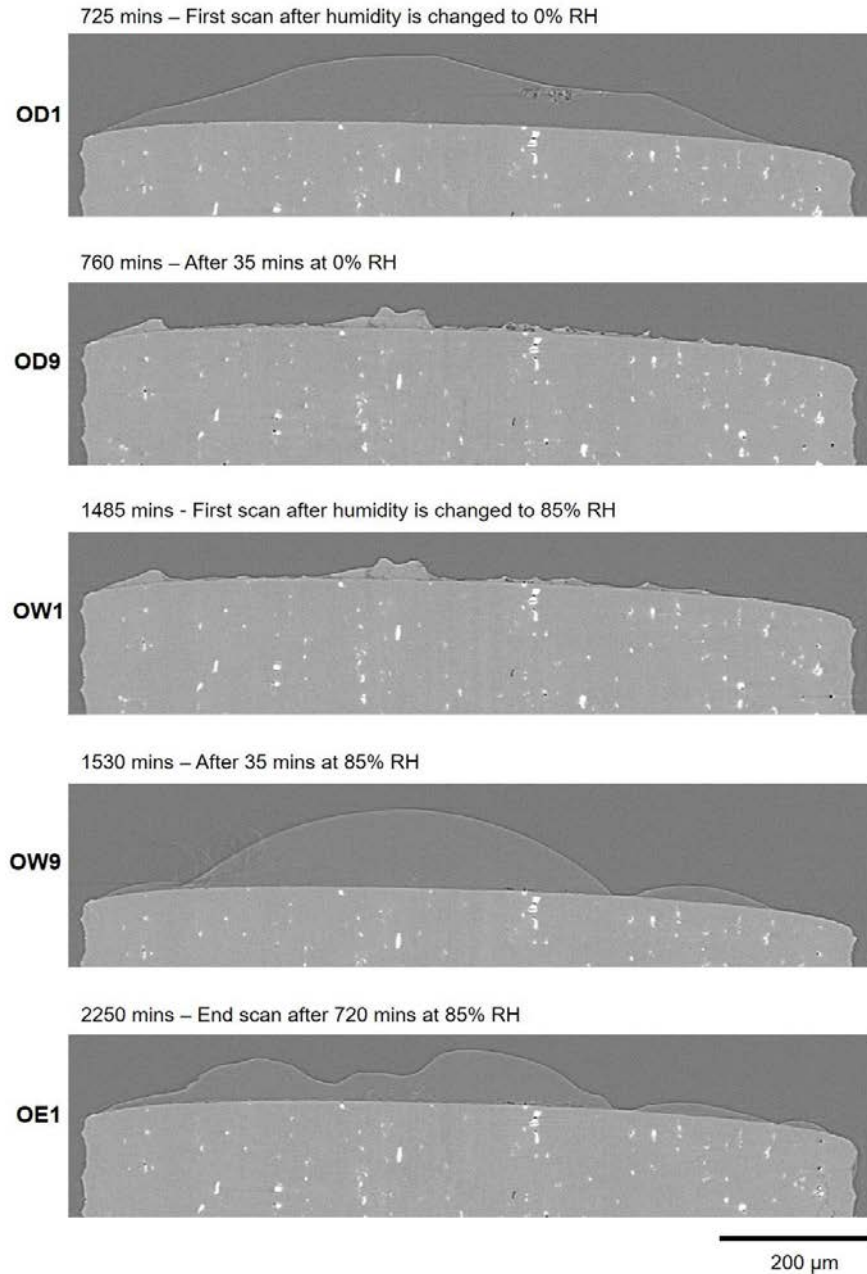 725 mins – First scan after humidity is changed to 0% RH
OD1
760 mins – After 35 mins at 0% RH
OD9
1485 mins - First scan after humidity is changed to 85% RH
OW1
1530 mins – After 35 mins at 85% RH
OW9
2250 mins – End scan after 720 mins at 85% RH
OE1
200 µm